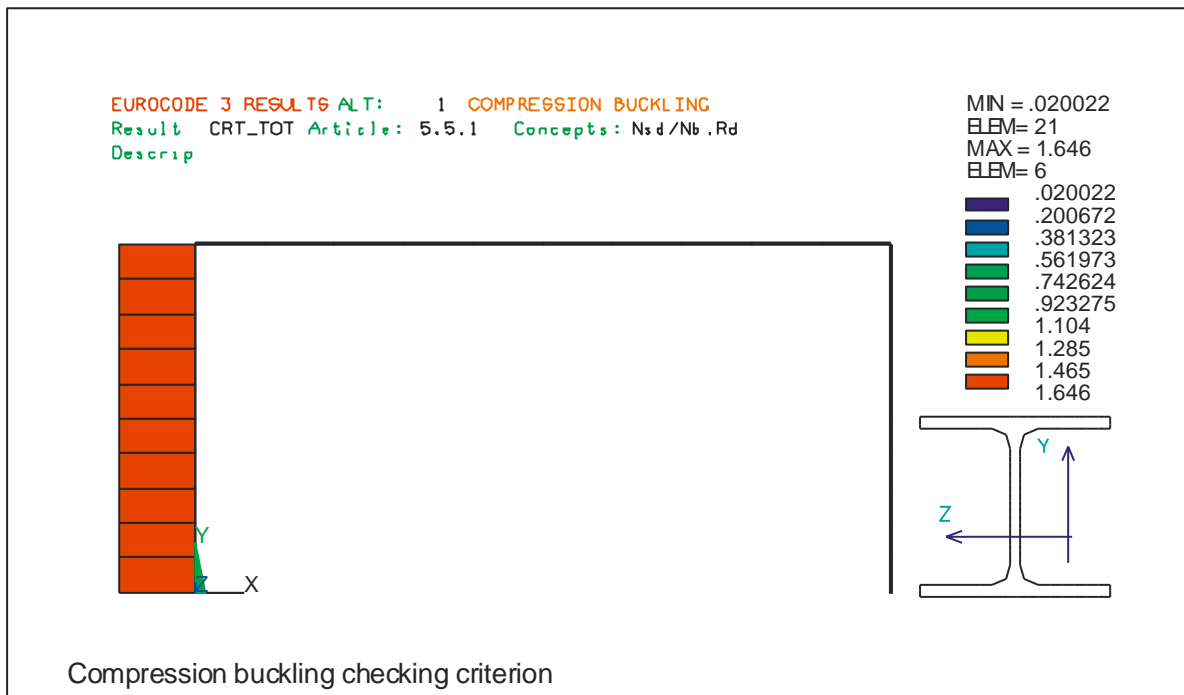 EUROCODE 3 RESULTS ALT: 1 COMPRESSION BUCKLING
Result CRT_TOT Article: 5.5.1 Concepts: Nsd/Nb.Rd
Descrip
MIN = .020022
ELEM= 21
MAX = 1.646
ELEM= 6
.020022
.200672
.381323
.561973
.742624
.923275
1.104
1.285
1.465
1.646
Y
Z
Y
Z X
Compression buckling checking criterion